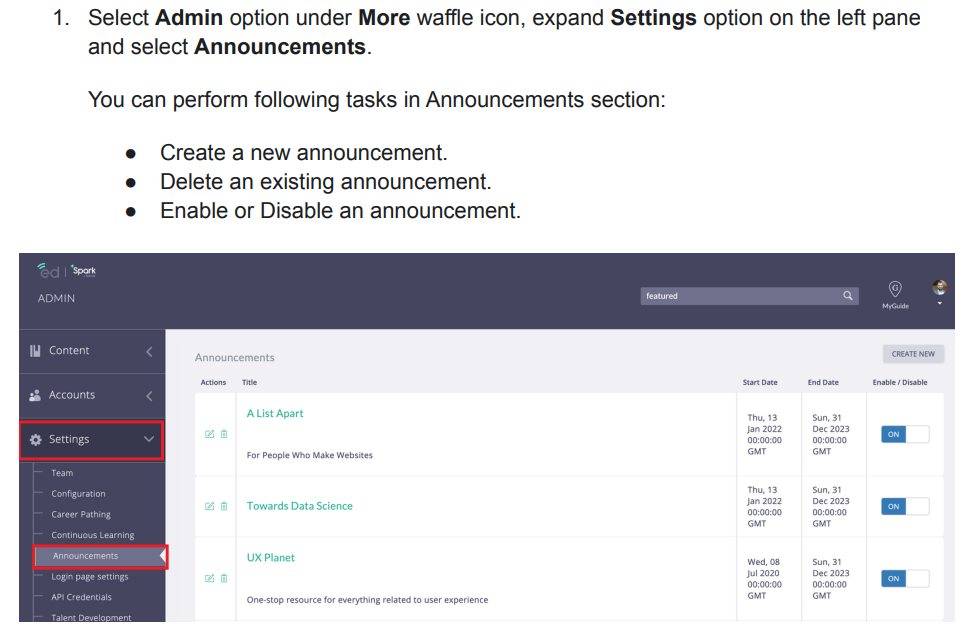 1. Select Admin option under More waffle icon, expand Settings option on the left pane
and select Announcements.
You can perform following tasks in Announcements section:
● Create a new announcement.
● Delete an existing announcement.
● Enable or Disable an announcement.
ed | Spark
ADMIN
featured
MyGuide
Content
Accounts
Settings
Team
Configuration
Career Pathing
Continuous Learning
Announcements
Login page settings
API Credentials
Talent Development
Announcements
CREATE NEW
Actions Title Start Date End Date Enable / Disable
A List Apart
For People Who Make Websites
Thu, 13
Jan 2022
00:00:00
GMT
Sun, 31
Dec 2023
00:00:00
GMT
ON
Towards Data Science
Thu, 13
Jan 2022
00:00:00
GMT
Sun, 31
Dec 2023
00:00:00
GMT
ON
UX Planet
One-stop resource for everything related to user experience
Wed, 08
Jul 2020
00:00:00
GMT
Sun, 31
Dec 2023
00:00:00
GMT
ON